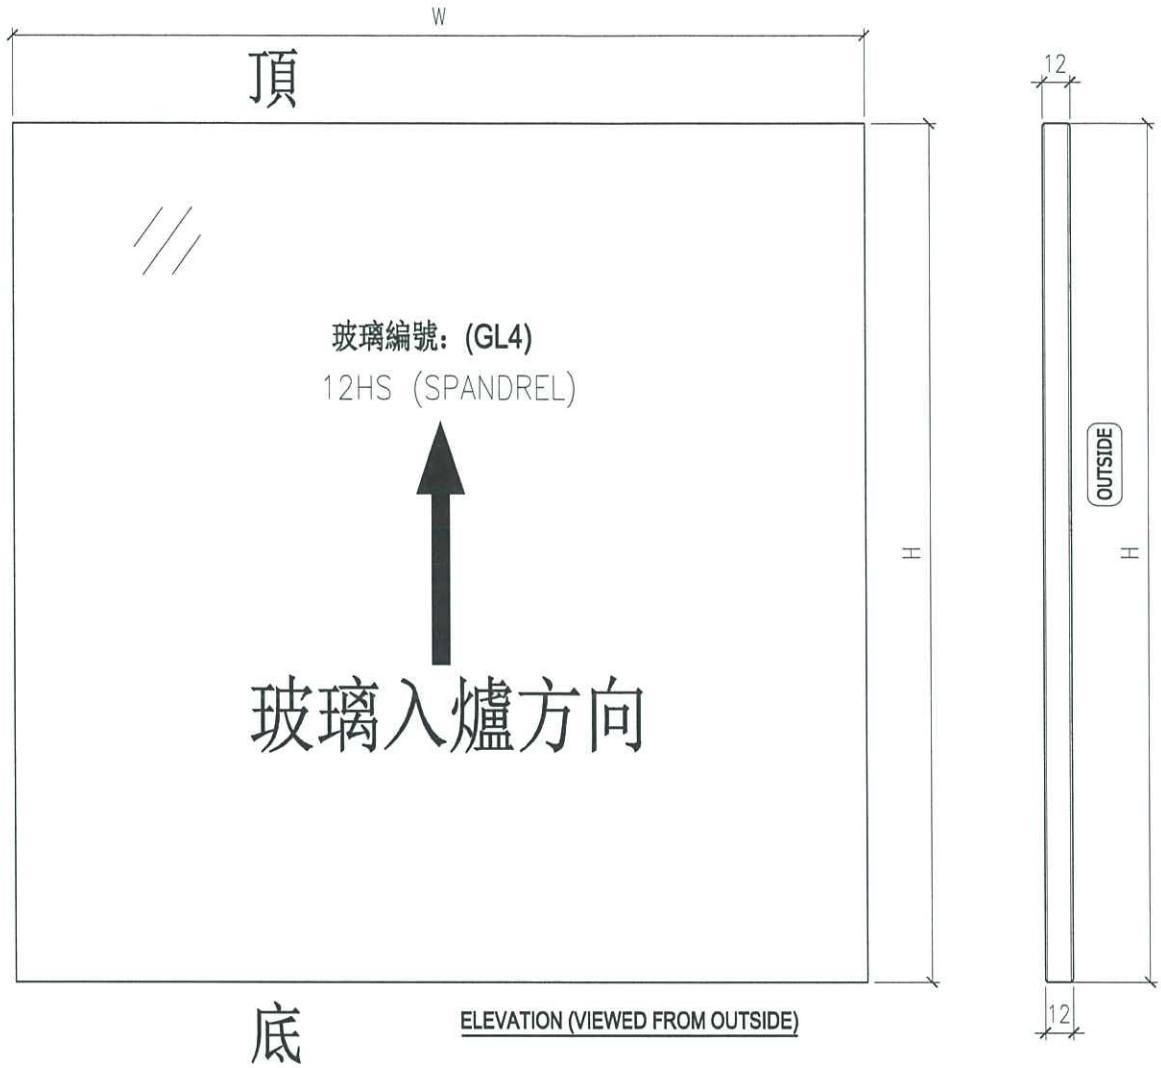 W
頂
12
玻璃編號：(GL4)
12HS (SPANDREL)
OUTSIDE
H
H
玻璃入爐方向
底
ELEVATION (VIEWED FROM OUTSIDE)
12